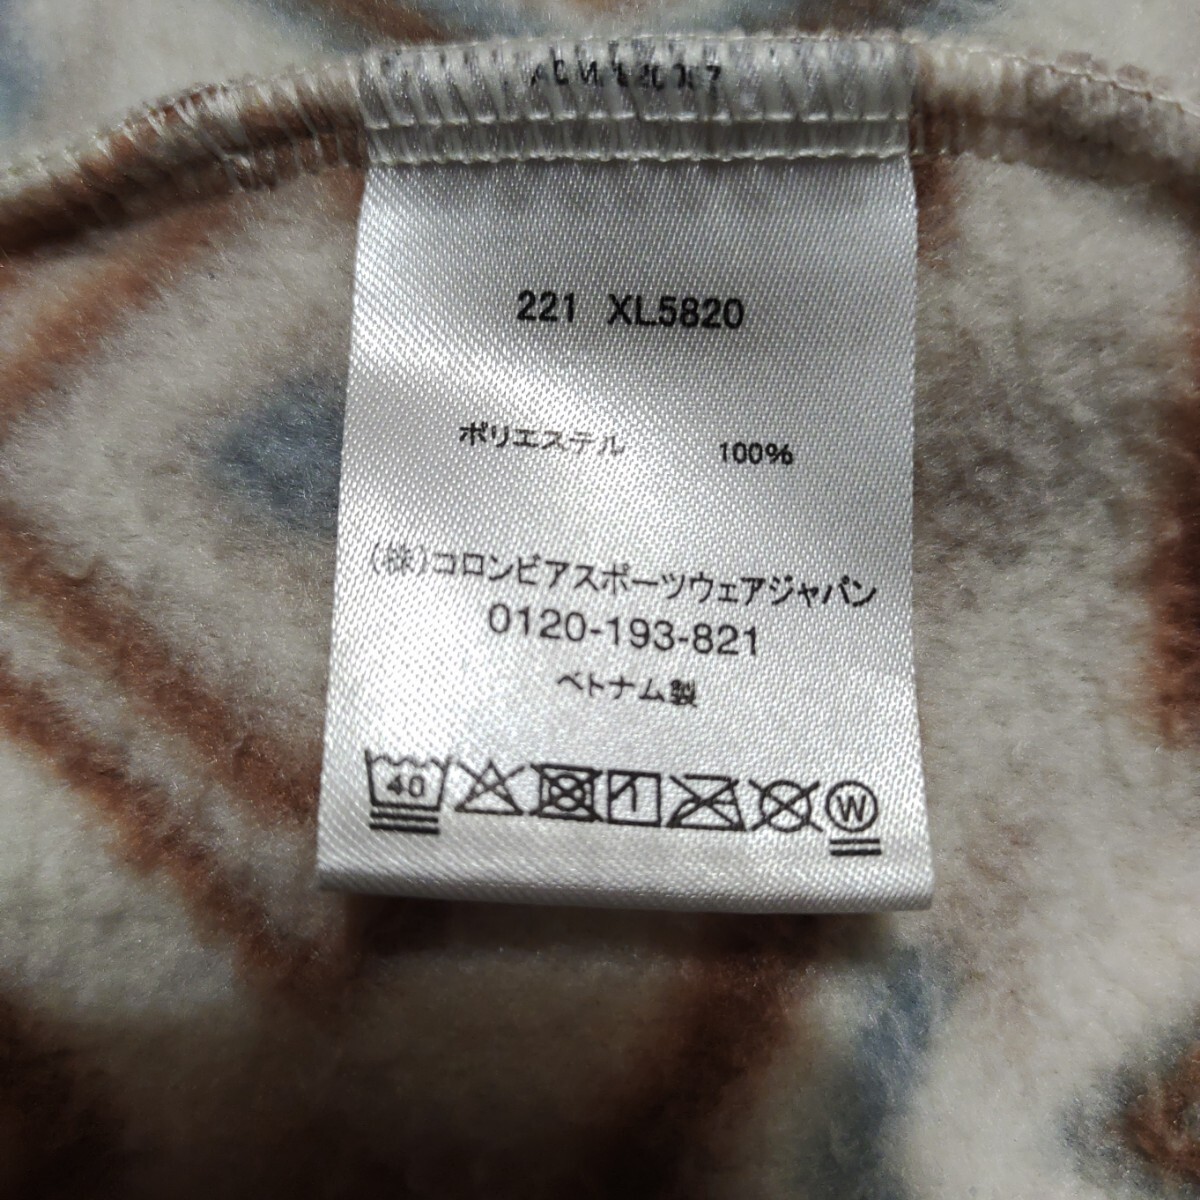 221 XL5820
ポリエステル 100%
(株)コロンビアスポーツウェアジャパン
0120-193-821
ベトナム製
40
W